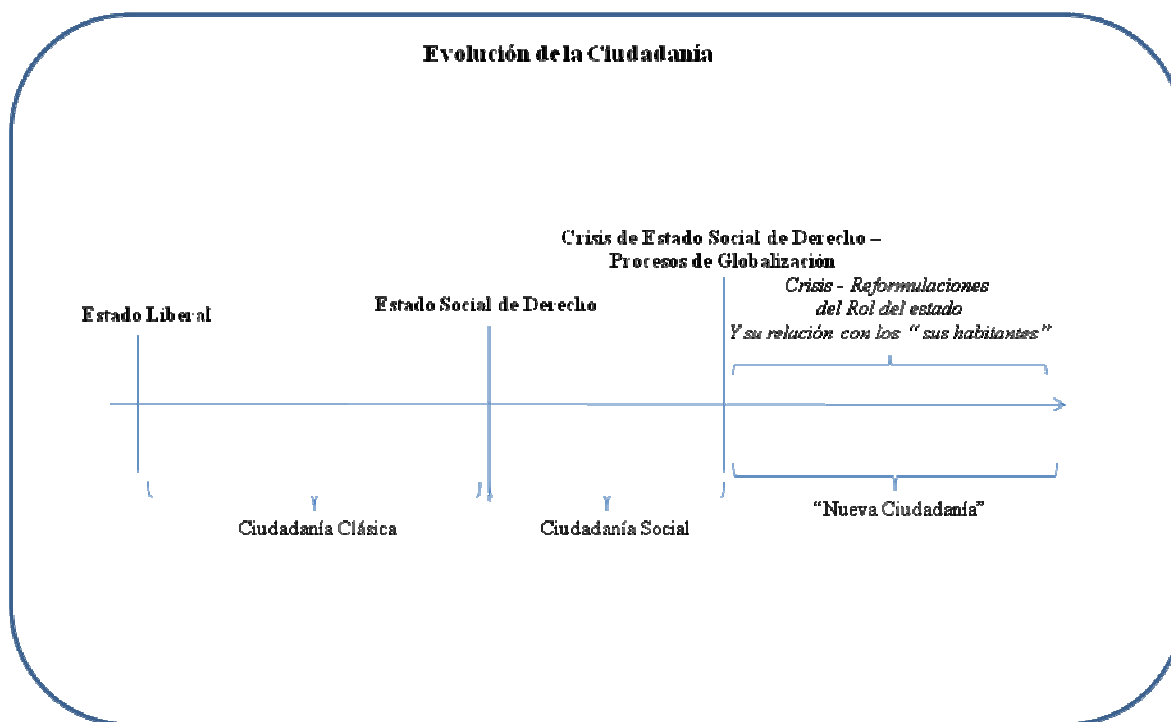 Evolución de la Ciudadanía
Crisis de Estado Social de Derecho –
Procesos de Globalización
Crisis - Reformulaciones
del Rol del estado
Y su relación con los “ sus habitantes”
Estado Social de Derecho
Estado Liberal
“Nueva Ciudadanía”
Ciudadanía Clásica
Ciudadanía Social